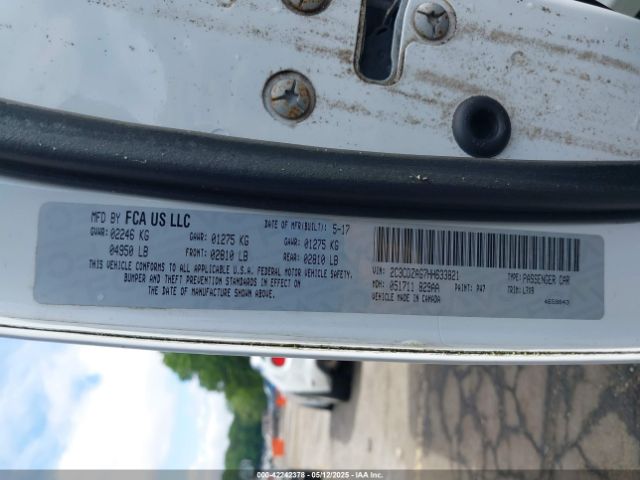 MFD BY FCA US LLC
DATE OF MFR(BUILT): 5-17
GVWR: 02246 KG
GAWR: 01275 KG
GAWR: 01275 KG
04950 LB
FRONT: 02810 LB
REAR: 02810 LB
THIS VEHICLE CONFORMS TO ALL APPLICABLE U.S.A. FEDERAL MOTOR VEHICLE SAFETY,
BUMPER AND THEFT PREVENTION STANDARDS IN EFFECT ON
THE DATE OF MANUFACTURE SHOWN ABOVE.
VIN: 2C3CDZAG7HH633821
TYPE: PASSENGER CAR
MDH: 051711 829AA
PAINT: PW7
TRIM: L7X9
VEHICLE MADE IN CANADA
000-42242378 - 05/12/2025 - IAA Holdings, LLC